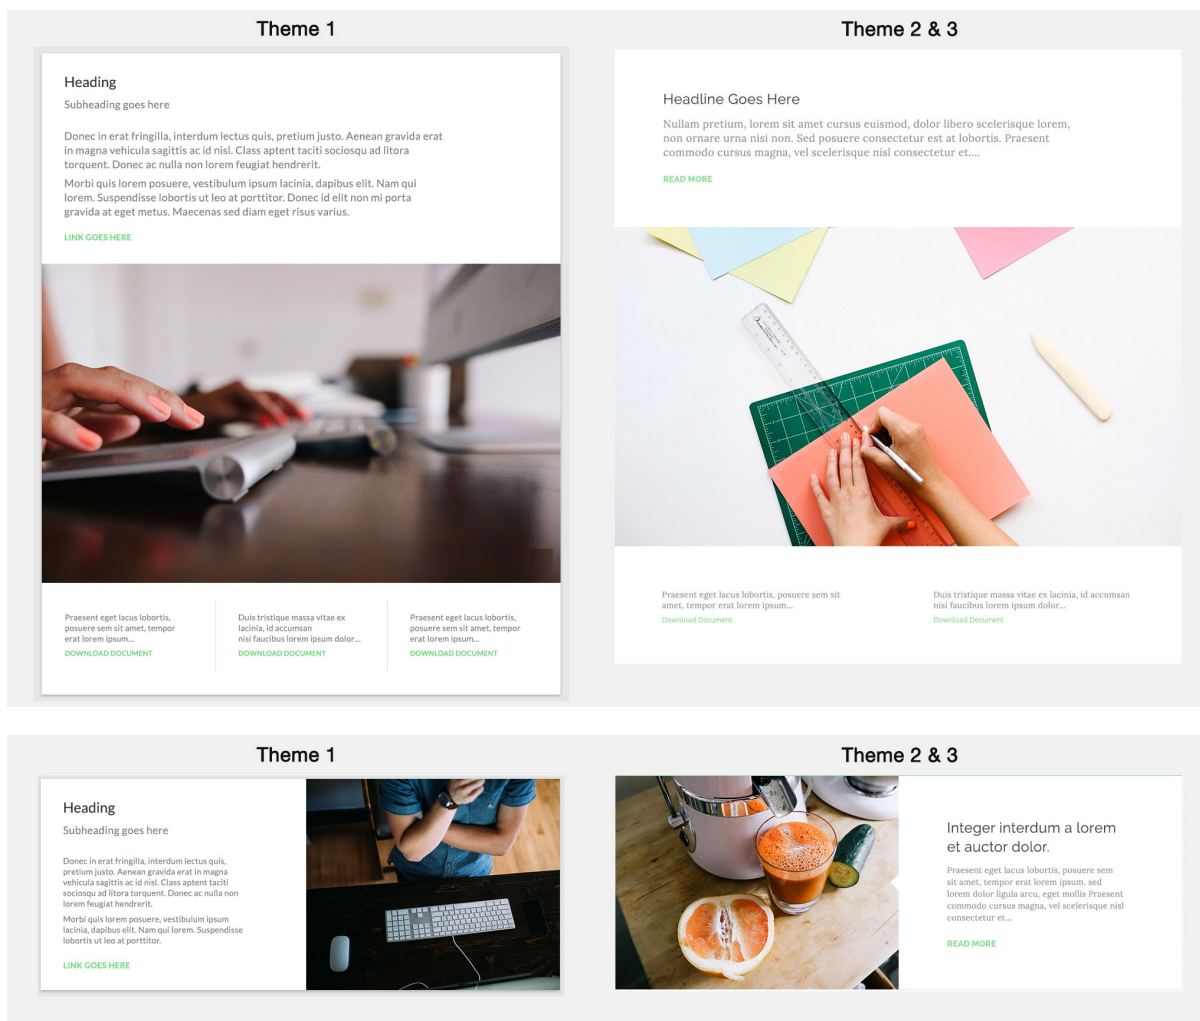 Theme 1
Heading
Subheading goes here
Donec in erat fringilla, interdum lectus quis, pretium justo. Aenean gravida erat
in magna vehicula sagittis ac id nisl. Class aptent taciti sociosqu ad litora
torquent. Donec ac nulla non lorem feugiat hendrerit.
Morbi quis lorem posuere, vestibulum ipsum lacinia, dapibus elit. Nam qui
lorem. Suspendisse lobortis ut leo at porttitor. Donec id elit non mi porta
gravida at eget metus. Maecenas sed diam eget risus varius.
LINK GOES HERE
Praesent eget lacus lobortis,
posuere sem sit amet, tempor
erat lorem ipsum...
DOWNLOAD DOCUMENT
Duis tristique massa vitae ex
lacinia, id accumsan
nisi faucibus lorem ipsum dolor...
DOWNLOAD DOCUMENT
Praesent eget lacus lobortis,
posuere sem sit amet, tempor
erat lorem ipsum...
DOWNLOAD DOCUMENT
Theme 2 & 3
Headline Goes Here
Nullam pretium, lorem sit amet cursus euismod, dolor libero scelerisque lorem,
non ornare urna nisi non. Sed posuere consectetur est at lobortis. Praesent
commodo cursus magna, vel scelerisque nisl consectetur et....
READ MORE
Praesent eget lacus lobortis, posuere sem sit
amet, tempor erat lorem ipsum...
Download Document
Duis tristique massa vitae ex lacinia, id accumsan
nisi faucibus lorem ipsum dolor...
Download Document
Theme 1
Heading
Subheading goes here
Donec in erat fringilla, interdum lectus quis,
pretium justo. Aenean gravida erat in magna
vehicula sagittis ac id nisl. Class aptent taciti
sociosqu ad litora torquent. Donec ac nulla non
lorem feugiat hendrerit.
Morbi quis lorem posuere, vestibulum ipsum
lacinia, dapibus elit. Nam qui lorem. Suspendisse
lobortis ut leo at porttitor.
LINK GOES HERE
Theme 2 & 3
Integer interdum a lorem
et auctor dolor.
Praesent eget lacus lobortis, posuere sem
sit amet, tempor erat lorem ipsum. sed
lorem dolor ligula arcu, eget mollis Praesent
commodo cursus magna, vel scelerisque nisl
consectetur et...
READ MORE